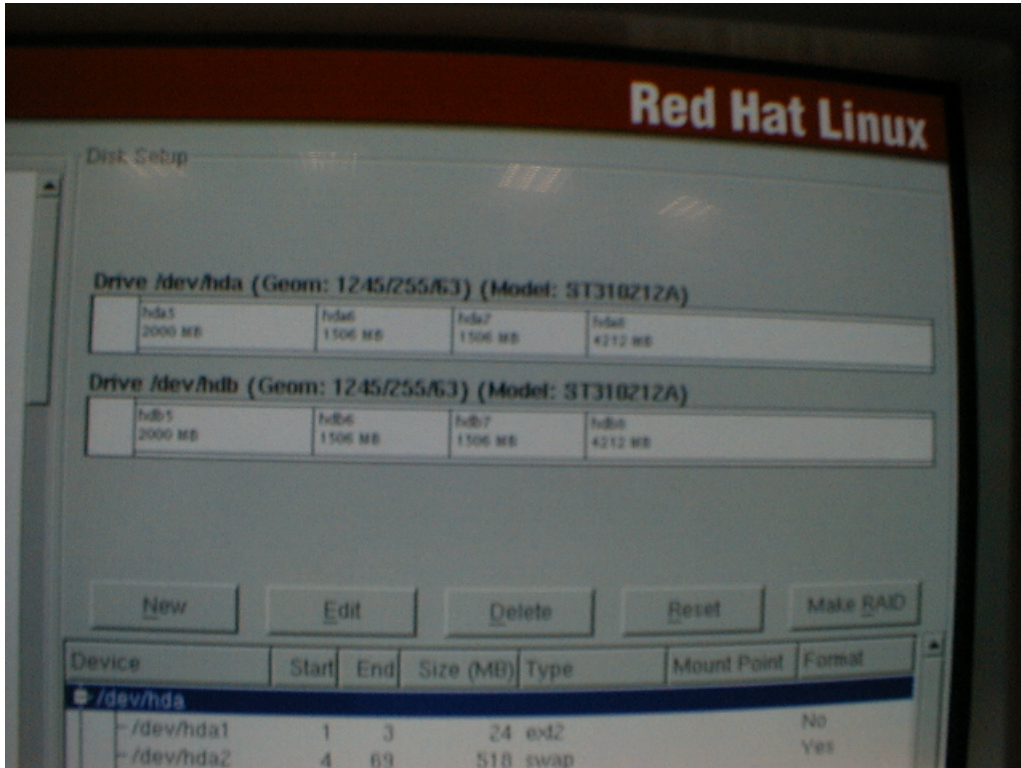 Red Hat Linux
Disk Setup
Drive /dev/hda (Geom: 1245/255/63) (Model: ST310212A)
hda5 hda6 hda7 hda8
2000 MB 1506 MB 1506 MB 4212 MB
Drive /dev/hdb (Geom: 1245/255/63) (Model: ST310212A)
hdb5 hdb6 hdb7 hdb8
2000 MB 1506 MB 1506 MB 4212 MB
New Edit Delete Reset Make RAID
Device Start End Size (MB) Type Mount Point Format
/dev/hda
/dev/hda1 1 3 24 ext2 No
/dev/hda2 4 69 518 swap Yes